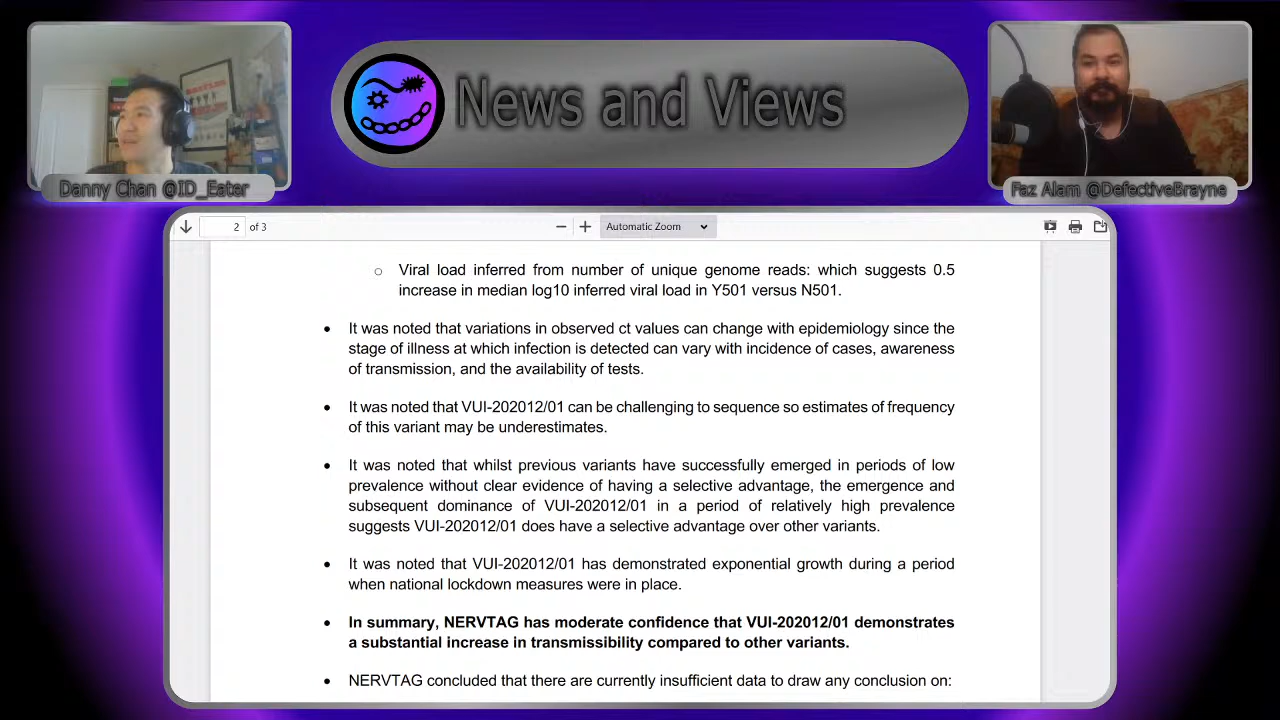 News and Views
Danny Chan @ID_Eater
Faz Alam @DefectiveBrayne
2 of 3
Automatic Zoom
○ Viral load inferred from number of unique genome reads: which suggests 0.5
increase in median log10 inferred viral load in Y501 versus N501.
• It was noted that variations in observed ct values can change with epidemiology since the
stage of illness at which infection is detected can vary with incidence of cases, awareness
of transmission, and the availability of tests.
• It was noted that VUI-202012/01 can be challenging to sequence so estimates of frequency
of this variant may be underestimates.
• It was noted that whilst previous variants have successfully emerged in periods of low
prevalence without clear evidence of having a selective advantage, the emergence and
subsequent dominance of VUI-202012/01 in a period of relatively high prevalence
suggests VUI-202012/01 does have a selective advantage over other variants.
• It was noted that VUI-202012/01 has demonstrated exponential growth during a period
when national lockdown measures were in place.
• In summary, NERVTAG has moderate confidence that VUI-202012/01 demonstrates
a substantial increase in transmissibility compared to other variants.
• NERVTAG concluded that there are currently insufficient data to draw any conclusion on: